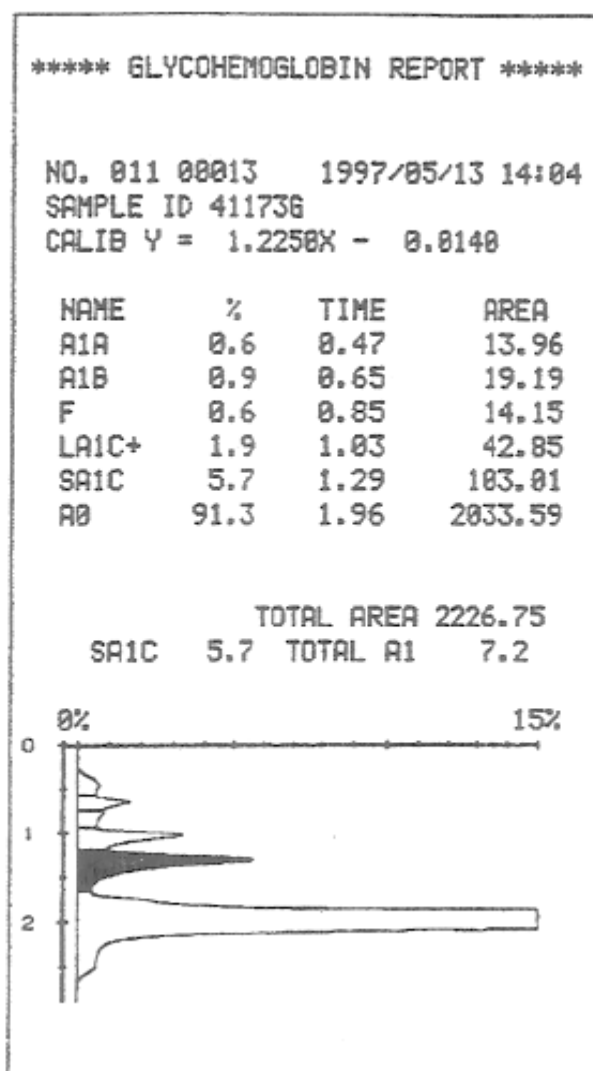 ***** GLYCOHEMOGLOBIN REPORT *****
NO. 011 00013 1997/05/13 14:04
SAMPLE ID 411736
CALIB Y = 1.2250X - 0.0140
NAME % TIME AREA
A1A 0.6 0.47 13.96
A1B 0.9 0.65 19.19
F 0.6 0.85 14.15
LA1C+ 1.9 1.03 42.85
SA1C 5.7 1.29 103.01
A0 91.3 1.96 2033.59
TOTAL AREA 2226.75
SA1C 5.7 TOTAL A1 7.2
0% 15%
0
1
2